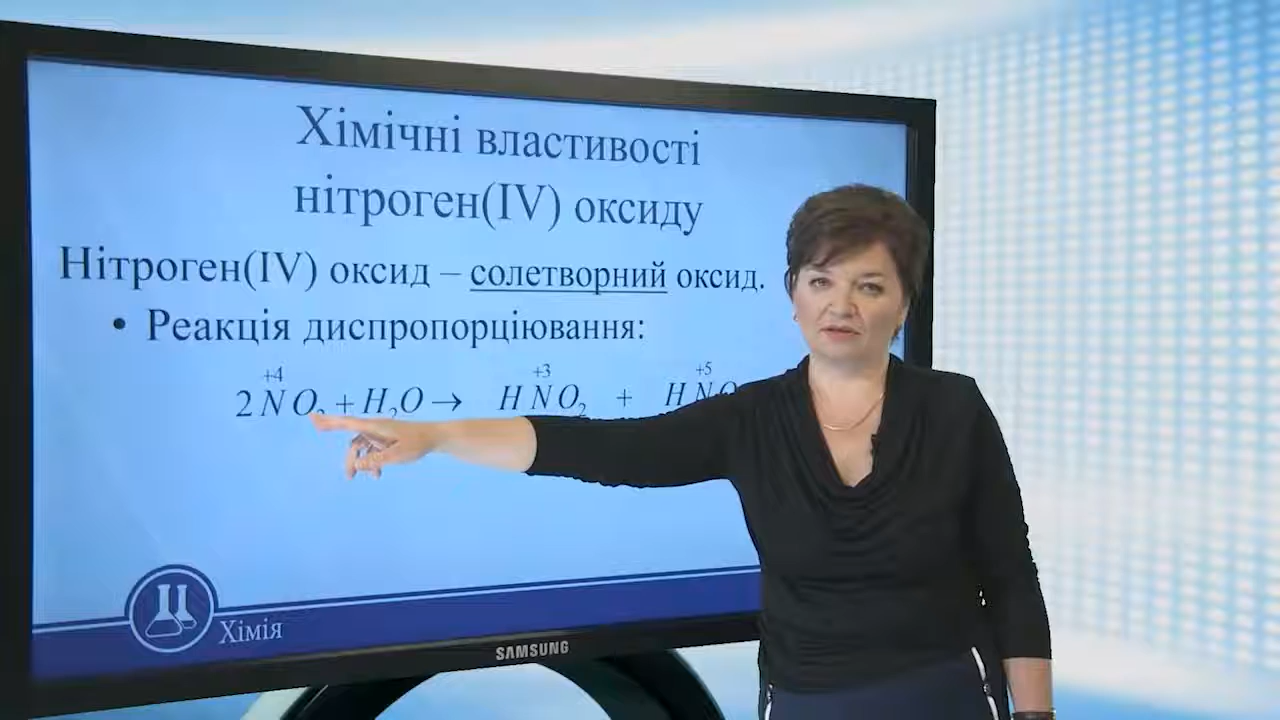 Хімічні властивості
нітроген(IV) оксиду
Нітроген(IV) оксид – солетворний оксид.
• Реакція диспропорціювання:
+4 +3 +5
2NO₂ + H₂O → HNO₂ + HNO
Хімія
SAMSUNG